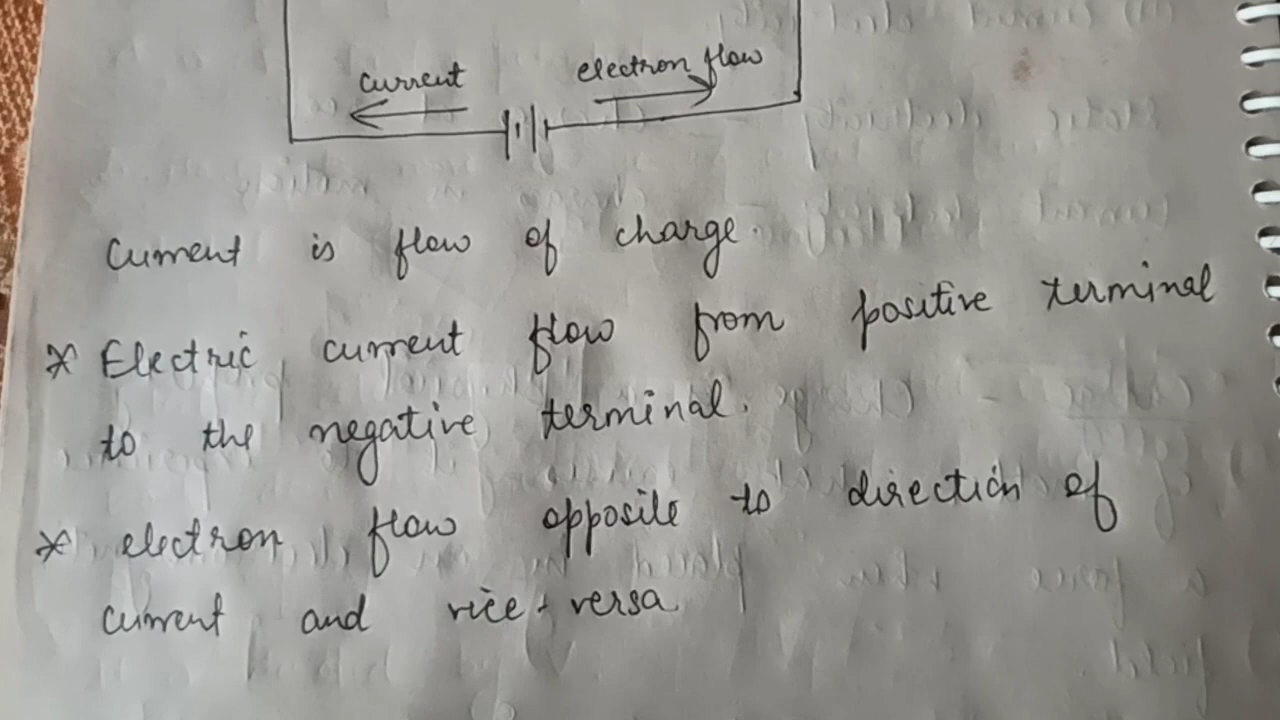 current
electron flow
Current is flow of charge.
* Electric current flow from positive terminal
to the negative terminal.
* electron flow opposite to direction of
current and vice-versa